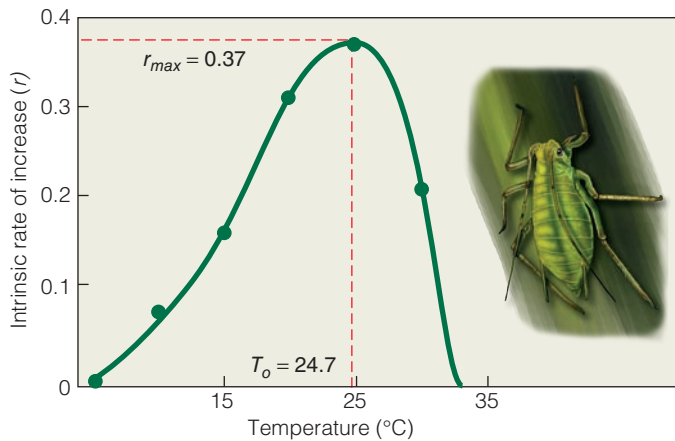 0.4
r_max = 0.37
0.3
0.2
0.1
0
T_o = 24.7
15
25
35
Intrinsic rate of increase (r)
Temperature (°C)